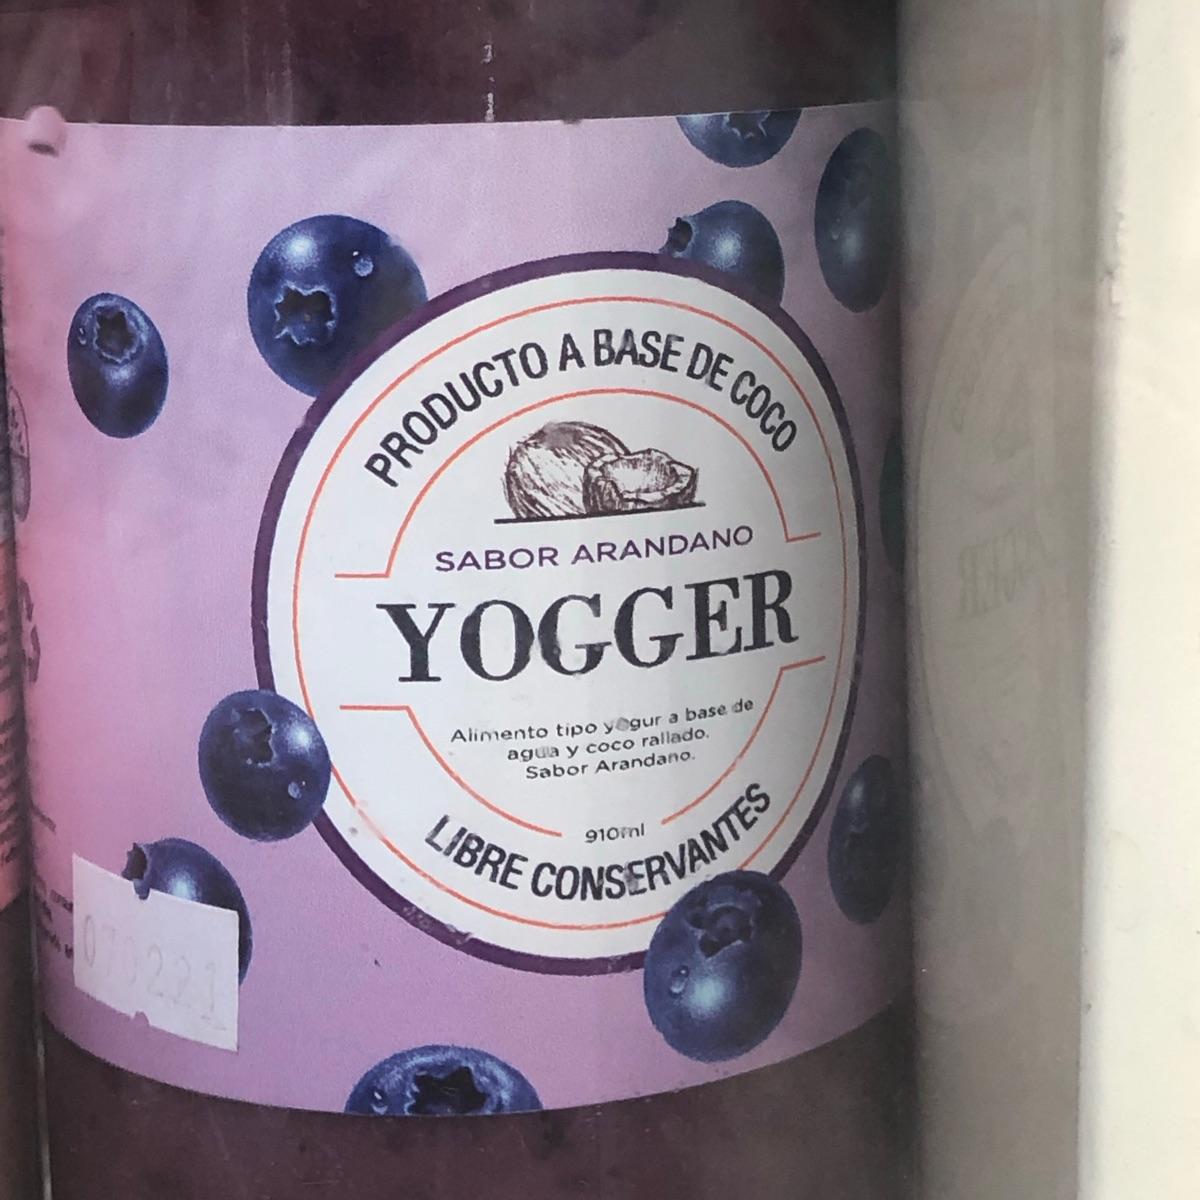 PRODUCTO A BASE DE COCO
SABOR ARANDANO
YOGGER
Alimento tipo yogur a base de
agua y coco rallado.
Sabor Arandano.
910ml
LIBRE CONSERVANTES
070221